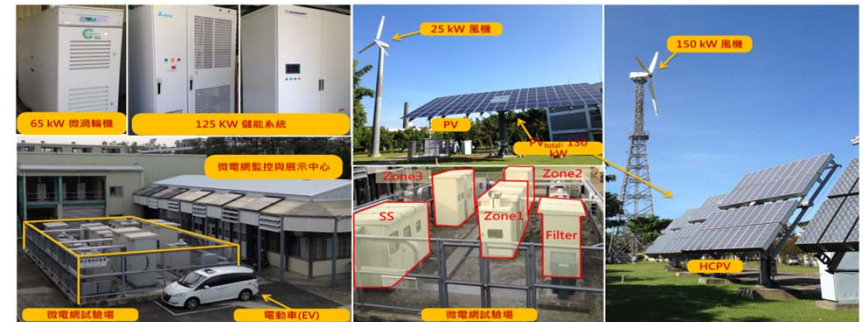 65 kW 微渦輪機
125 KW 儲能系統
25 kW 風機
PV
PVtotal- 130
kW
150 kW 風機
HCPV
微電網監控與展示中心
微電網試驗場
電動車(EV)
Zone3
Zone2
SS
Zone1
Filter
微電網試驗場